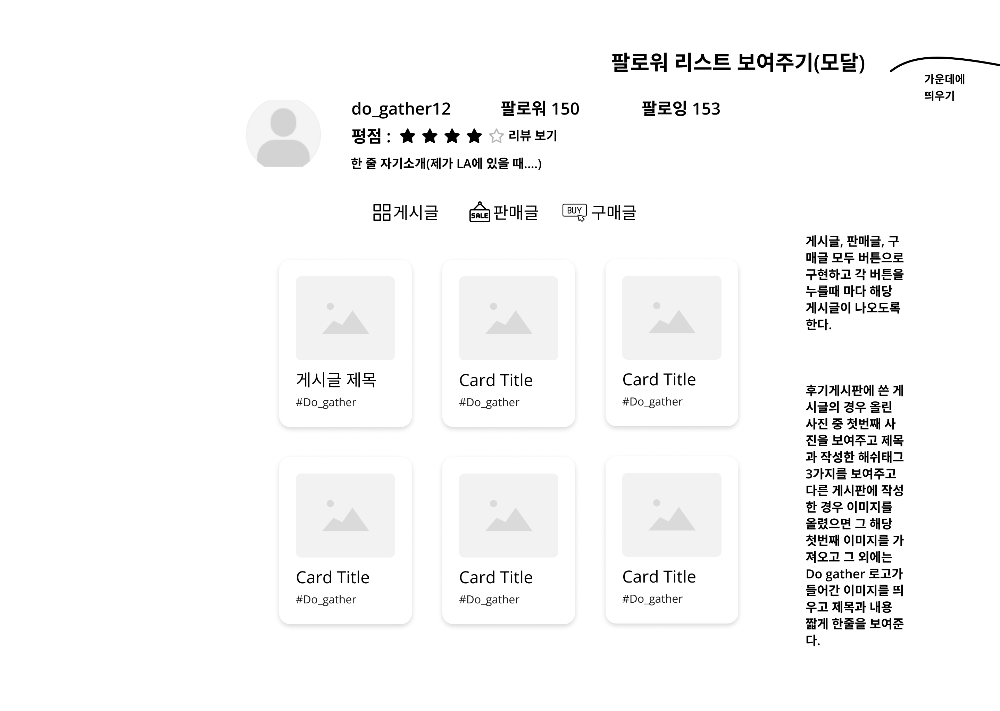 팔로워 리스트 보여주기(모달)
가운데에
띄우기
do_gather12 팔로워 150 팔로잉 153
평점 : 리뷰 보기
한 줄 자기소개(제가 LA에 있을 때....)
게시글 SALE 판매글 BUY 구매글
게시글, 판매글, 구
매글 모두 버튼으로
구현하고 각 버튼을
누를때 마다 해당
게시글이 나오도록
한다.
게시글 제목 Card Title Card Title
#Do_gather #Do_gather #Do_gather
Card Title Card Title Card Title
#Do_gather #Do_gather #Do_gather
후기게시판에 쓴 게
시글의 경우 올린
사진 중 첫번째 사
진을 보여주고 제목
과 작성한 해쉬태그
3가지를 보여주고
다른 게시판에 작성
한 경우 이미지를
올렸으면 그 해당
첫번째 이미지를 가
져오고 그 외에는
Do gather 로고가
들어간 이미지를 띄
우고 제목과 내용
짧게 한줄을 보여준
다.